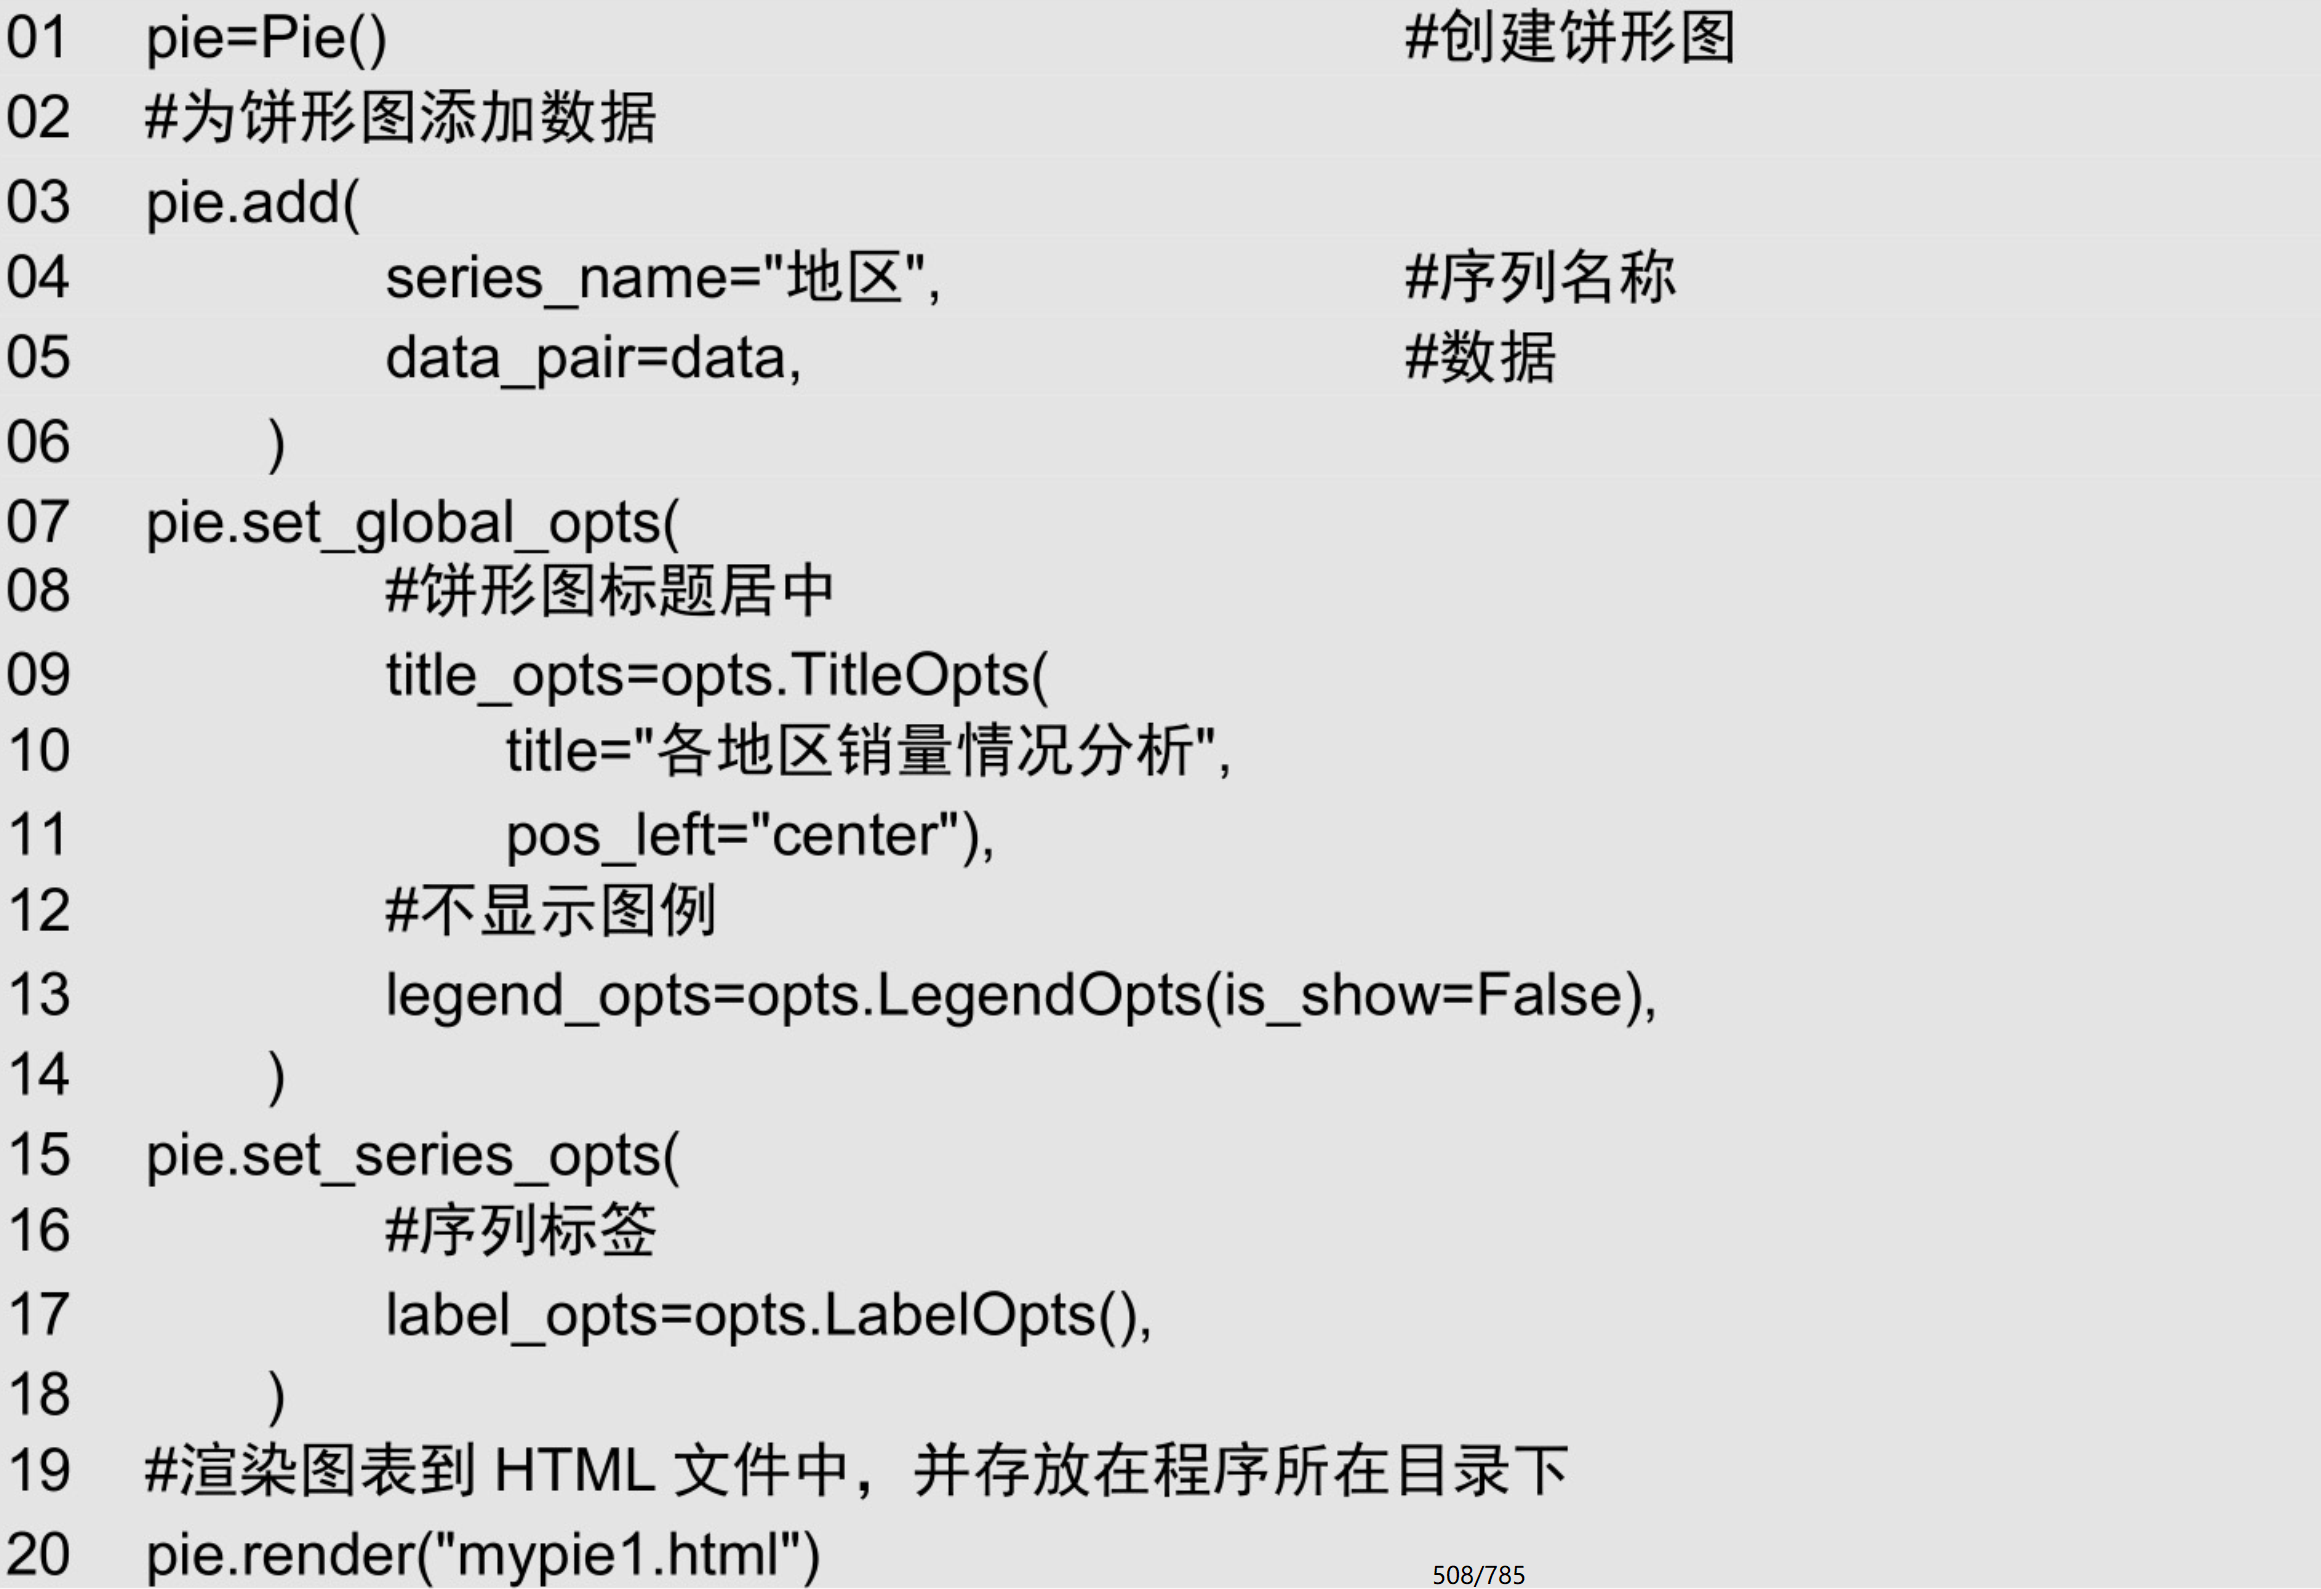 01 pie=Pie() #创建饼形图
02 #为饼形图添加数据
03 pie.add(
04 series_name="地区", #序列名称
05 data_pair=data, #数据
06 )
07 pie.set_global_opts(
08 #饼形图标题居中
09 title_opts=opts.TitleOpts(
10 title="各地区销量情况分析",
11 pos_left="center"),
12 #不显示图例
13 legend_opts=opts.LegendOpts(is_show=False),
14 )
15 pie.set_series_opts(
16 #序列标签
17 label_opts=opts.LabelOpts(),
18 )
19 #渲染图表到 HTML 文件中，并存放在程序所在目录下
20 pie.render("mypie1.html")
508/785